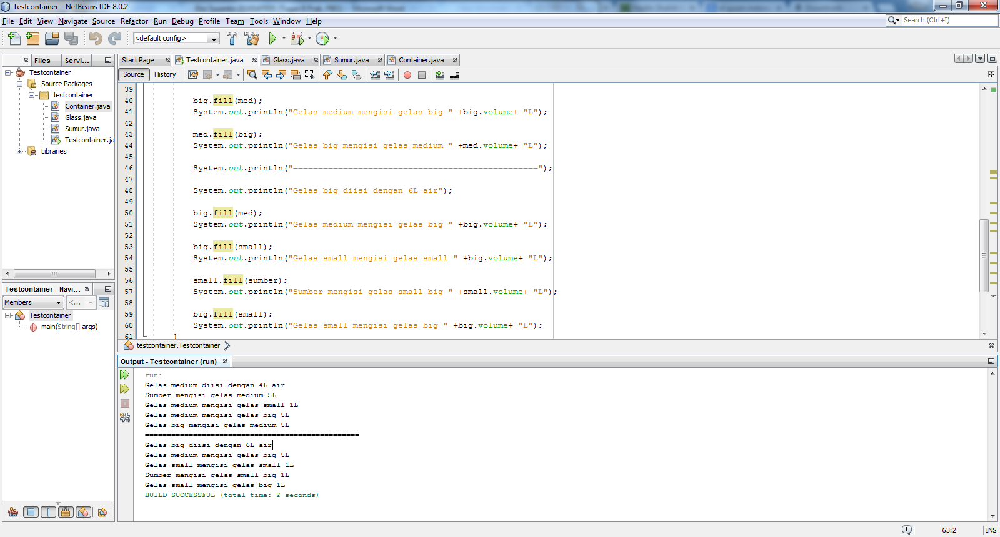 Testcontainer - NetBeans IDE 8.0.2
File Edit View Navigate Source Refactor Run Debug Profile Team Tools Window Help
Search (Ctrl+I)
<default config>
Files Servi...
Testcontainer
Source Packages
testcontainer
Container.java
Glass.java
Sumur.java
Testcontainer.ja
Libraries
Testcontainer - Navi...
Members <...
Testcontainer
main(String[] args)
Start Page Testcontainer.java Glass.java Sumur.java Container.java
Source History
39
40 big.fill(med);
41 System.out.println("Gelas medium mengisi gelas big " +big.volume+ "L");
42
43 med.fill(big);
44 System.out.println("Gelas big mengisi gelas medium " +med.volume+ "L");
45
46 System.out.println("=================================================");
47
48 System.out.println("Gelas big diisi dengan 6L air");
49
50 big.fill(med);
51 System.out.println("Gelas medium mengisi gelas big " +big.volume+ "L");
52
53 big.fill(small);
54 System.out.println("Gelas small mengisi gelas small " +big.volume+ "L");
55
56 small.fill(sumber);
57 System.out.println("Sumber mengisi gelas small big " +small.volume+ "L");
58
59 big.fill(small);
60 System.out.println("Gelas small mengisi gelas big " +big.volume+ "L");
61 }
testcontainer.Testcontainer
Output - Testcontainer (run)
run:
Gelas medium diisi dengan 4L air
Sumber mengisi gelas medium 5L
Gelas medium mengisi gelas small 1L
Gelas medium mengisi gelas big 5L
Gelas big mengisi gelas medium 5L
=================================================
Gelas big diisi dengan 6L air
Gelas medium mengisi gelas big 5L
Gelas small mengisi gelas small 1L
Sumber mengisi gelas small big 1L
Gelas small mengisi gelas big 1L
BUILD SUCCESSFUL (total time: 2 seconds)
1 63:2 INS